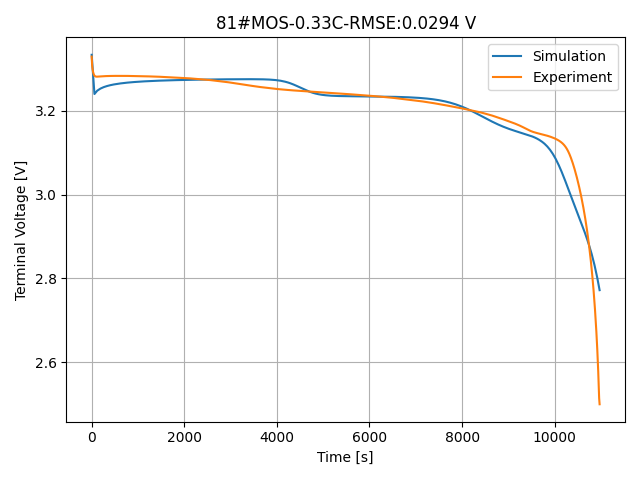 81#MOS-0.33C-RMSE:0.0294 V
Simulation
Experiment
Terminal Voltage [V]
3.2
3.0
2.8
2.6
0 2000 4000 6000 8000 10000
Time [s]